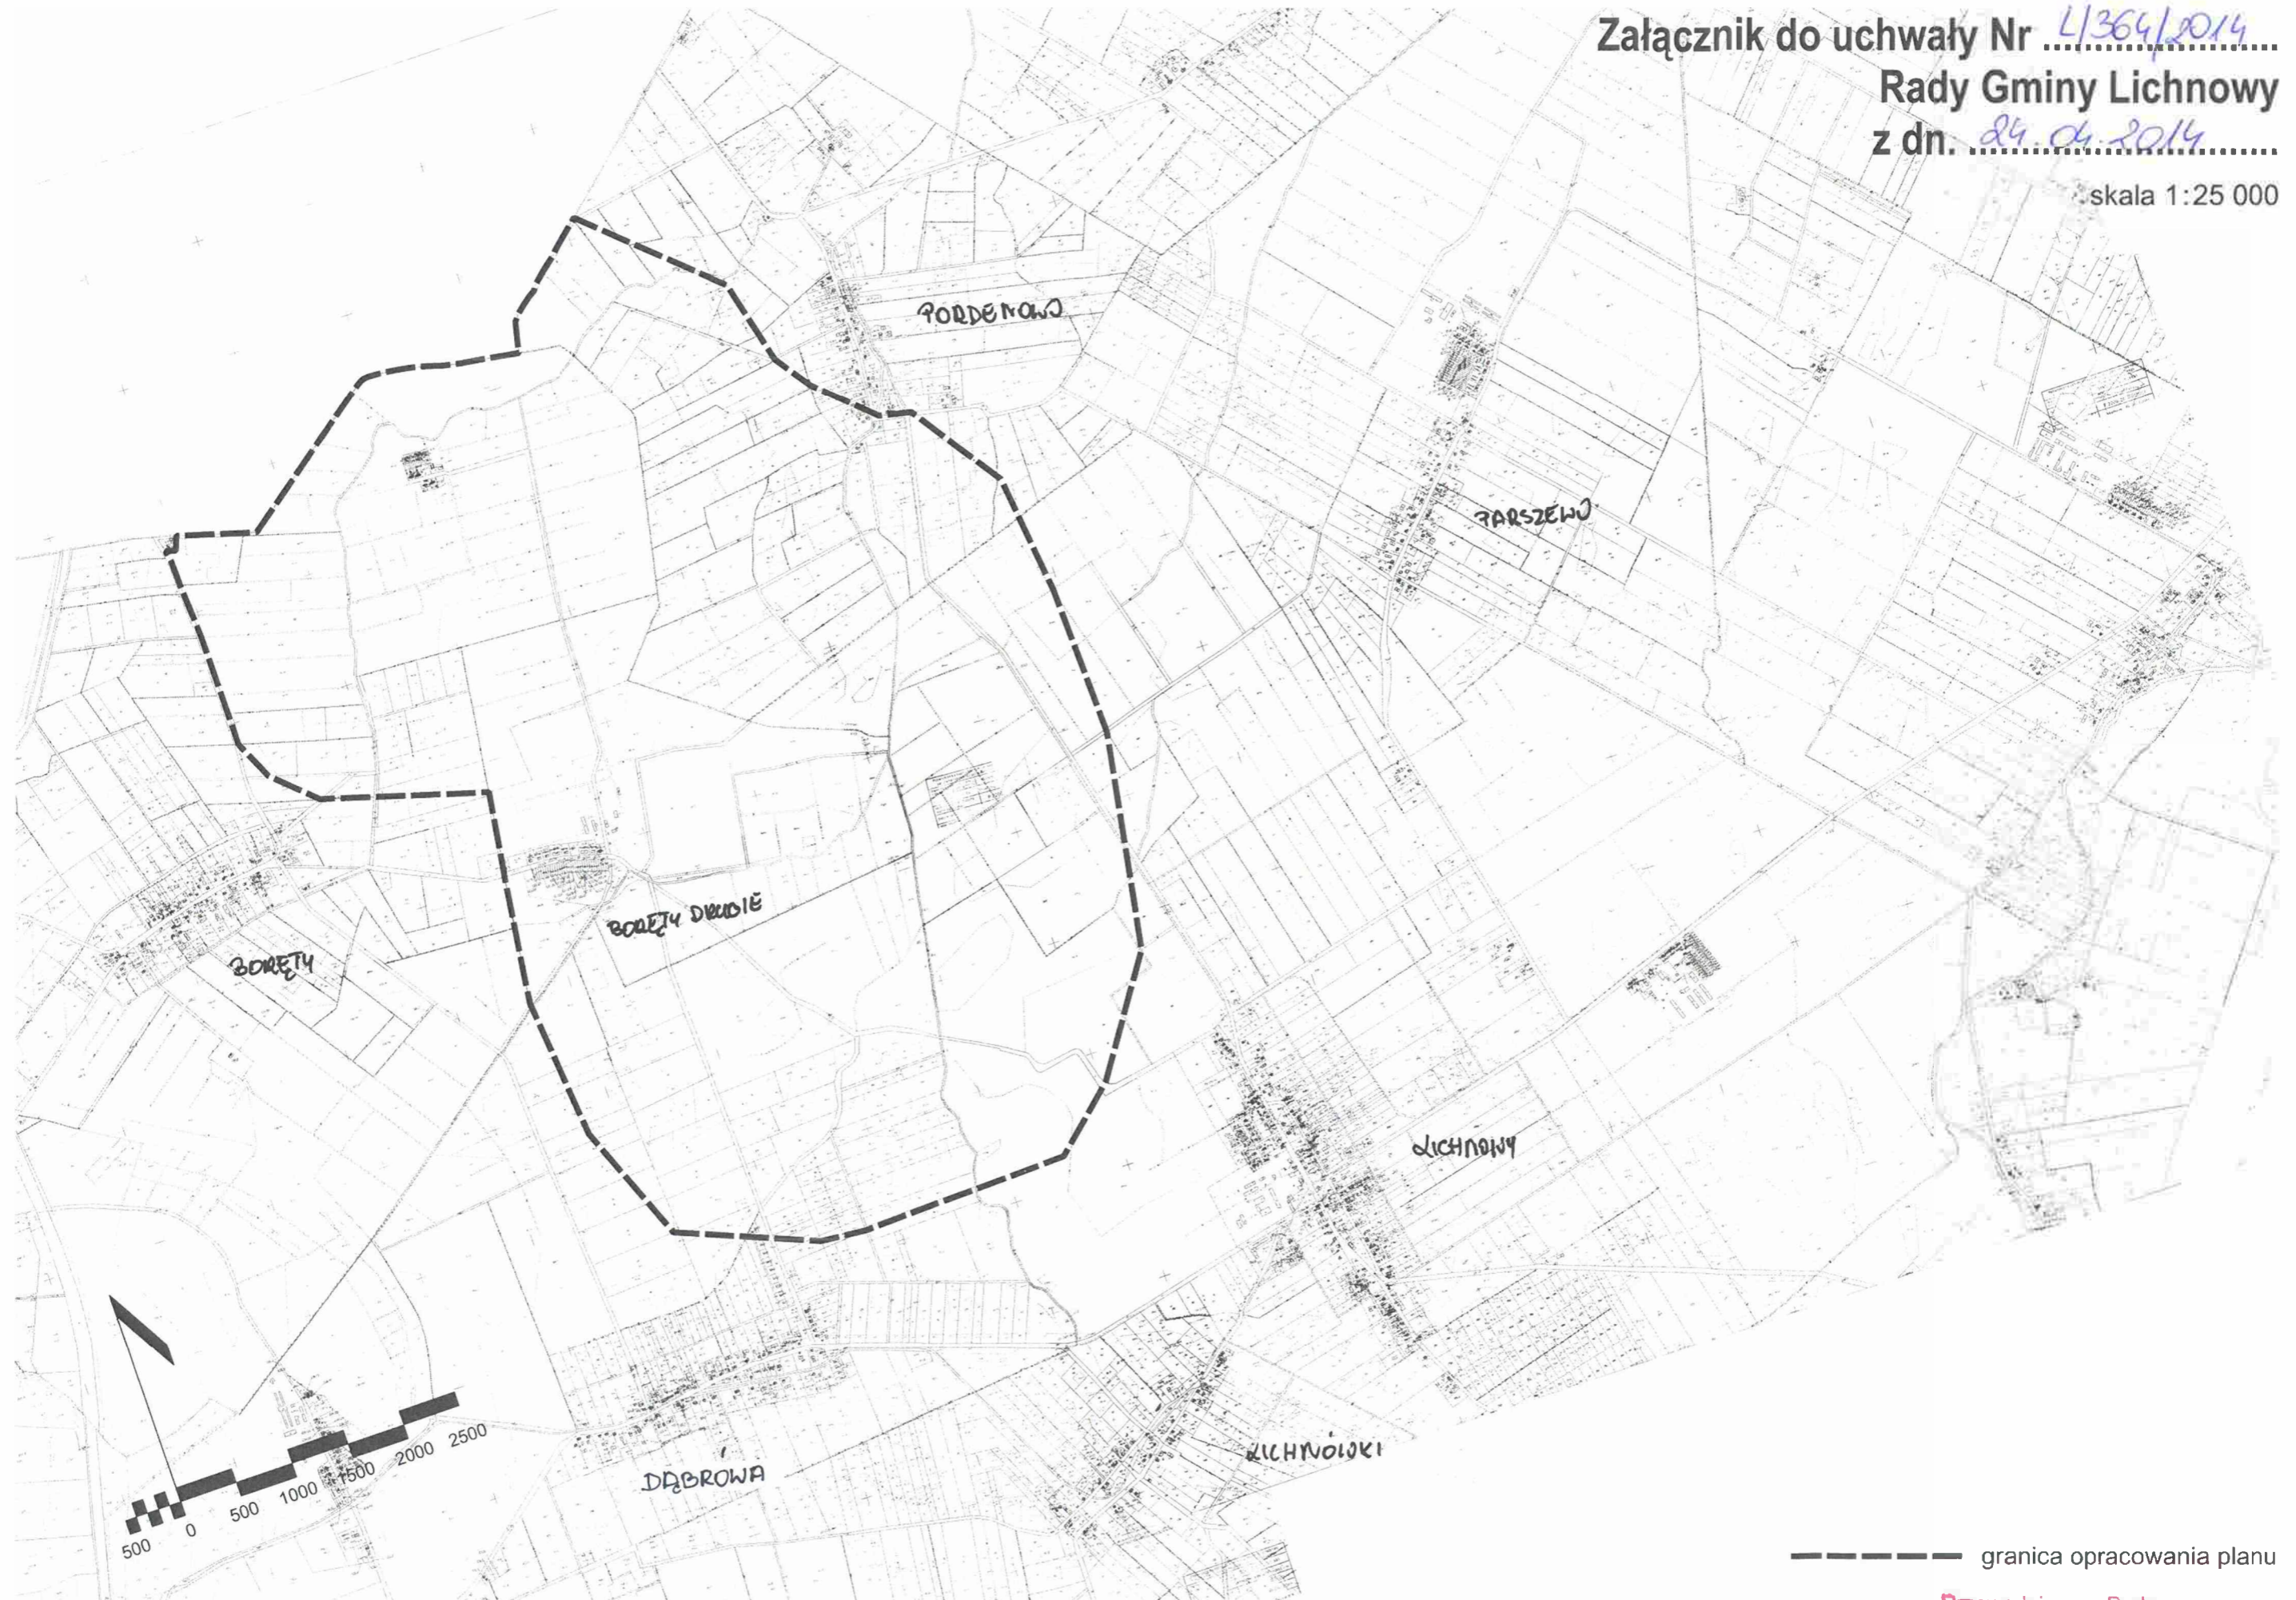 Załącznik do uchwały Nr L/364/2014
Rady Gminy Lichnowy
z dn. 24.04.2014
skala 1:25 000
PORDENOWO
PARSZEWO
BORĘTY DRUGIE
BORĘTY
LICHNOWY
LICHNÓWKI
DĄBRÓWA
500 0 500 1000 1500 2000 2500
granica opracowania planu